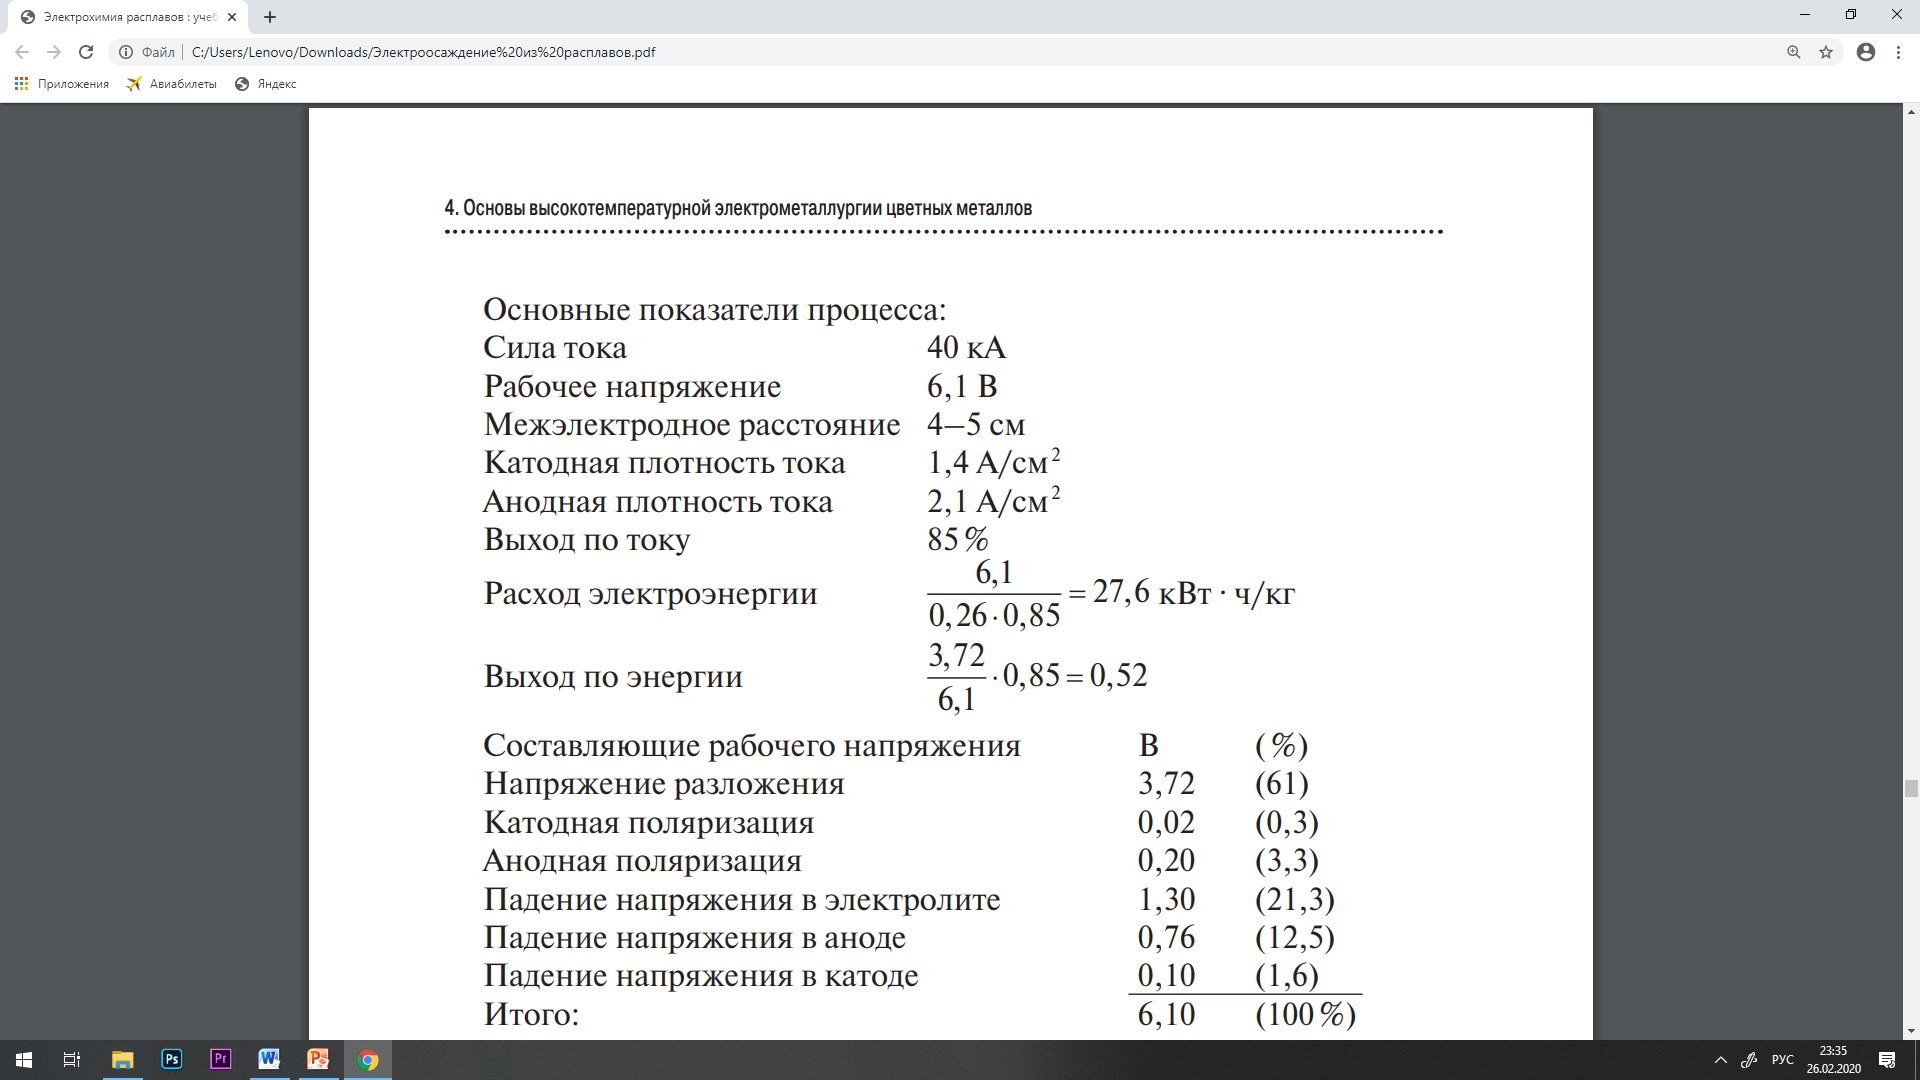 Электрохимия расплавов : учеб
Файл
C:/Users/Lenovo/Downloads/Электроосаждение%20из%20расплавов.pdf
Приложения Авиабилеты Яндекс
4. Основы высокотемпературной электрометаллургии цветных металлов
Основные показатели процесса:
Сила тока 40 кА
Рабочее напряжение 6,1 В
Межэлектродное расстояние 4–5 см
Катодная плотность тока 1,4 А/см²
Анодная плотность тока 2,1 А/см²
Выход по току 85 %
Расход электроэнергии 6,1 / 0,26 · 0,85 = 27,6 кВт · ч/кг
Выход по энергии 3,72 / 6,1 · 0,85 = 0,52
Составляющие рабочего напряжения В (%)
Напряжение разложения 3,72 (61)
Катодная поляризация 0,02 (0,3)
Анодная поляризация 0,20 (3,3)
Падение напряжения в электролите 1,30 (21,3)
Падение напряжения в аноде 0,76 (12,5)
Падение напряжения в катоде 0,10 (1,6)
Итого: 6,10 (100 %)
Ps Pr W P
РУС
23:35
26.02.2020